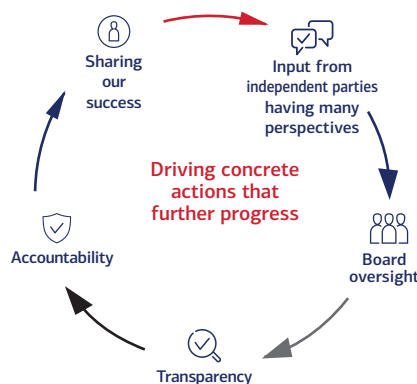 Sharing
our
success
Input from
independent parties
having many
perspectives
Driving concrete
actions that
further progress
Accountability
Board
oversight
Transparency